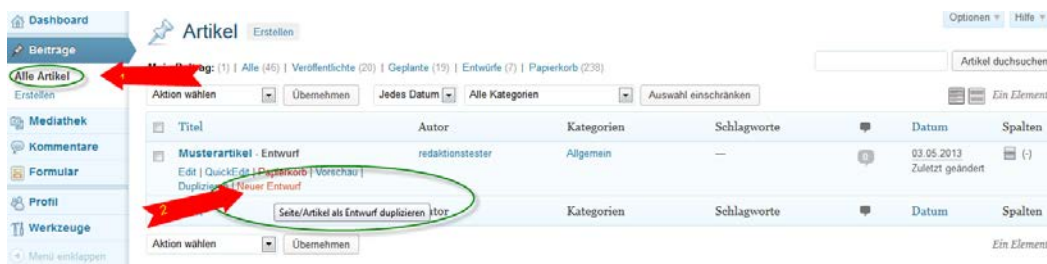 Dashboard
Beiträge
Alle Artikel
Erstellen
Mediathek
Kommentare
Formular
Profil
Werkzeuge
Menü einklappen
Optionen Hilfe
Artikel Erstellen
(1) | Alle (46) | Veröffentlichte (20) | Geplante (19) | Entwürfe (7) | Papierkorb (238)
Artikel duchsuchen
Aktion wählen Übernehmen Jedes Datum Alle Kategorien Auswahl einschränken Ein Element
Titel Autor Kategorien Schlagworte Datum Spalten
Musterartikel - Entwurf redaktionstester Allgemein — 0 03.05.2013 (-)
Edit | QuickEdit | Papierkorb | Vorschau | Zuletzt geändert
| Neuer Entwurf
1
2
Seite/Artikel als Entwurf duplizieren
Kategorien Schlagworte Datum Spalten
Aktion wählen Übernehmen Ein Element